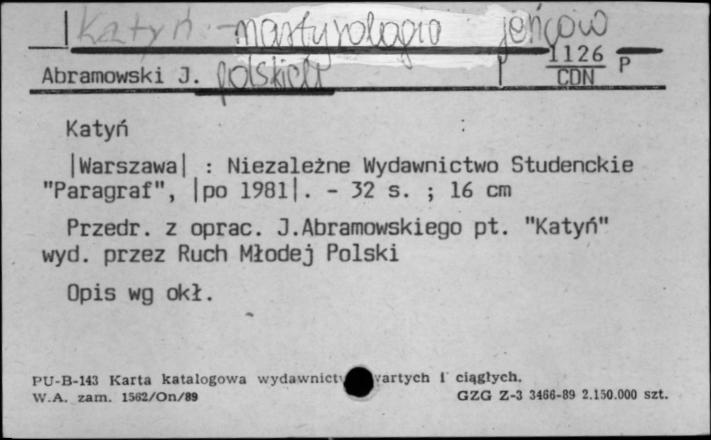 Katyń - martyrologia jeńców
polskich
Abramowski J.
1126 P
CDN
Katyń
|Warszawa| : Niezależne Wydawnictwo Studenckie
"Paragraf", |po 1981|. - 32 s. ; 16 cm
Przedr. z oprac. J.Abramowskiego pt. "Katyń"
wyd. przez Ruch Młodej Polski
Opis wg okł.
PU-B-143 Karta katalogowa wydawnict wartych i ciągłych.
W.A. zam. 1562/On/89
GZG Z-3 3466-89 2.150.000 szt.